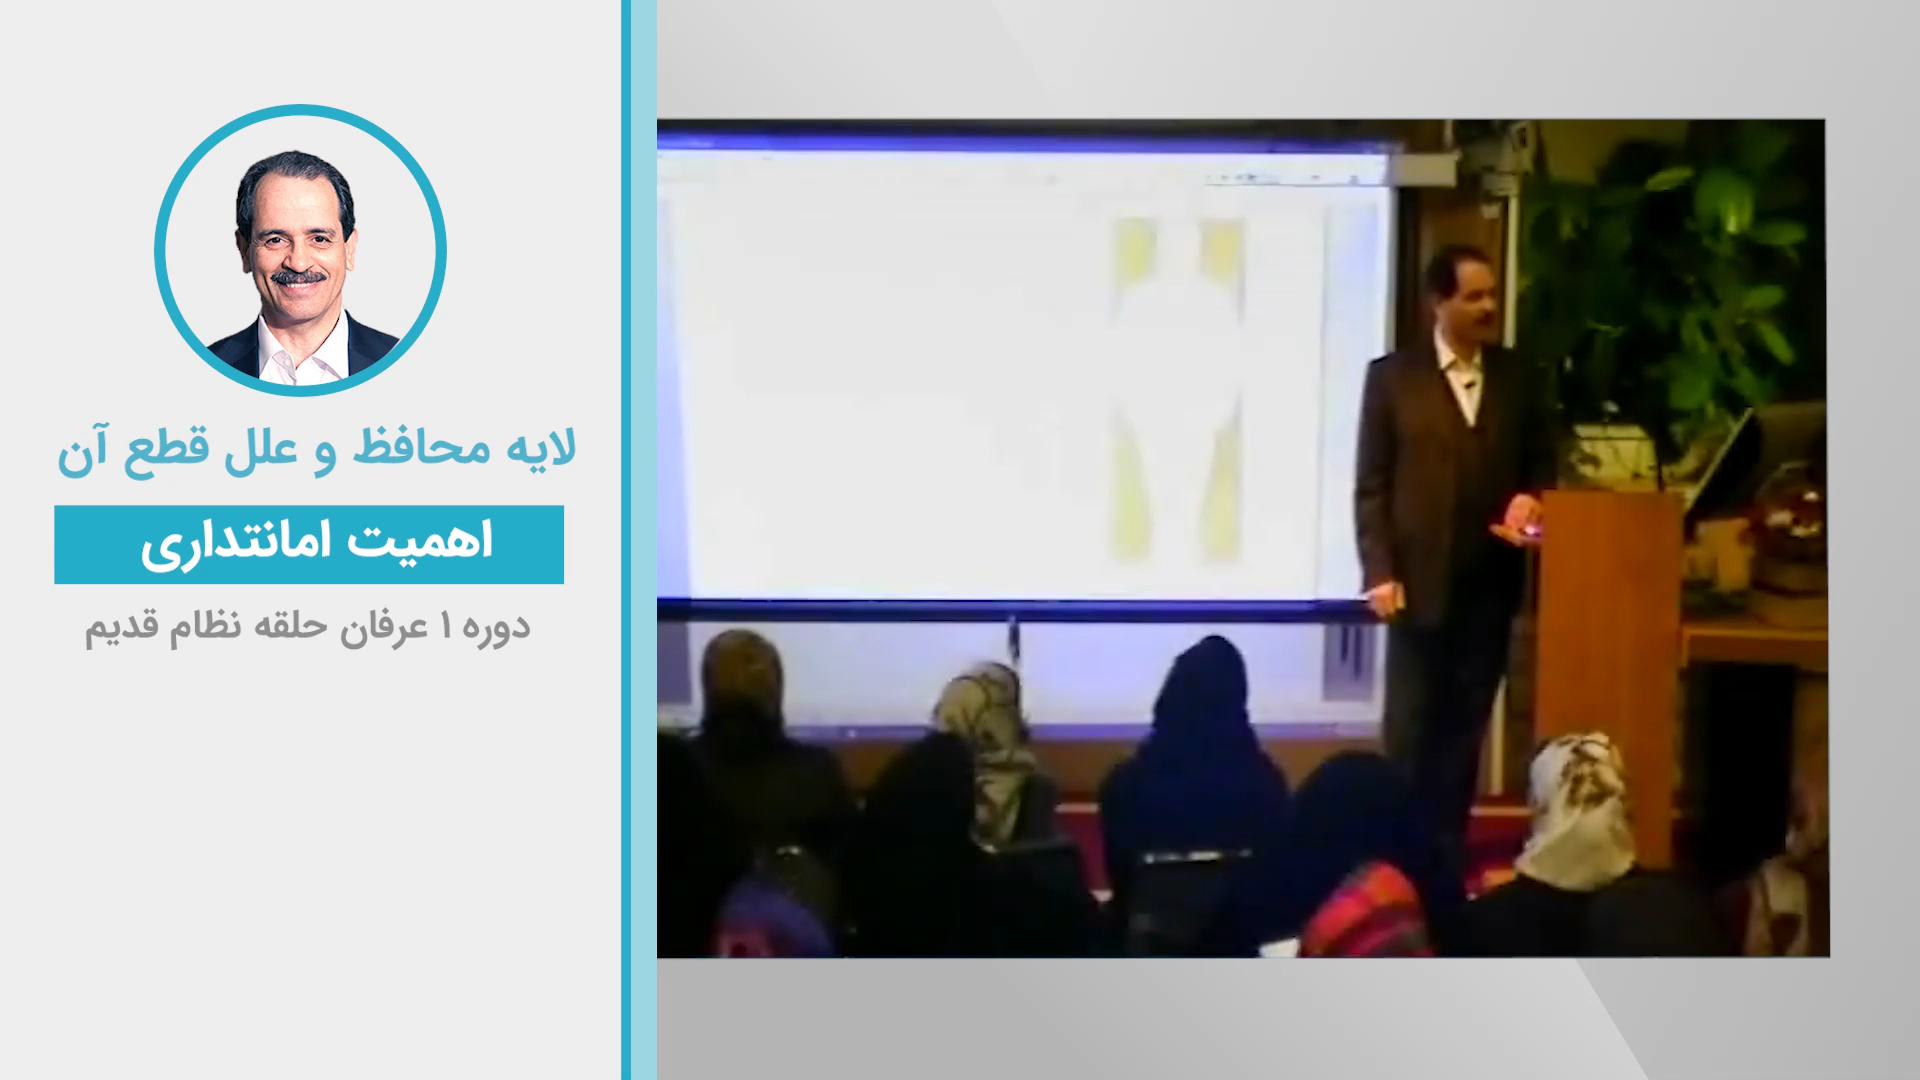 لایه محافظ و علل قطع آن
اهمیت امانتداری
دوره ۱ عرفان حلقه نظام قدیم